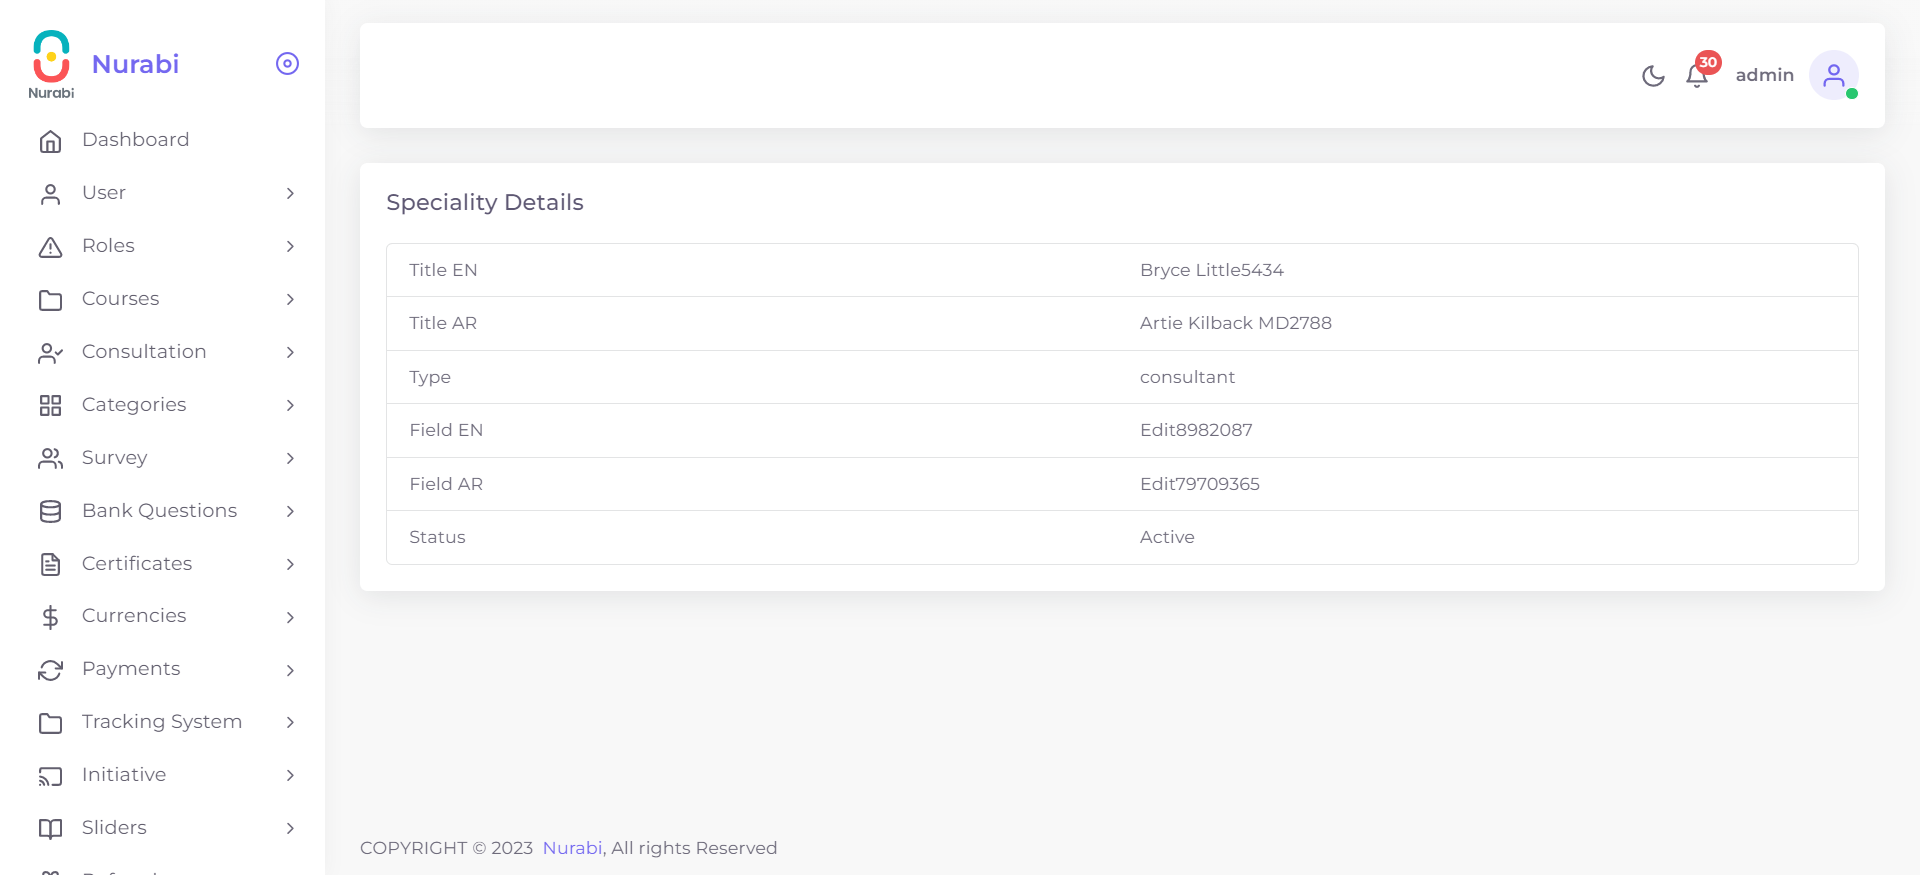 Nurabi
Nurabi
Dashboard
User
Roles
Courses
Consultation
Categories
Survey
Bank Questions
Certificates
Currencies
Payments
Tracking System
Initiative
Sliders
30
admin
Speciality Details
Title EN Bryce Little5434
Title AR Artie Kilback MD2788
Type consultant
Field EN Edit8982087
Field AR Edit79709365
Status Active
COPYRIGHT © 2023 Nurabi, All rights Reserved